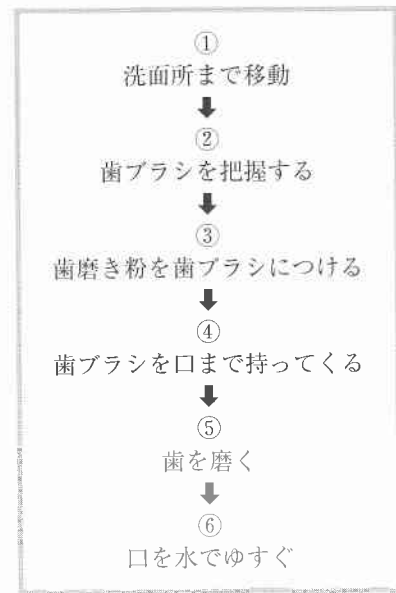 ①
洗面所まで移動
②
歯ブラシを把握する
③
歯磨き粉を歯ブラシにつける
④
歯ブラシを口まで持ってくる
⑤
歯を磨く
⑥
口を水でゆすぐ